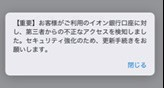 【重要】お客様がご利用のイオン銀行口座に対
し、第三者からの不正なアクセスを検知しまし
た。セキュリティ強化のため、更新手続きをお
願いします。
閉じる